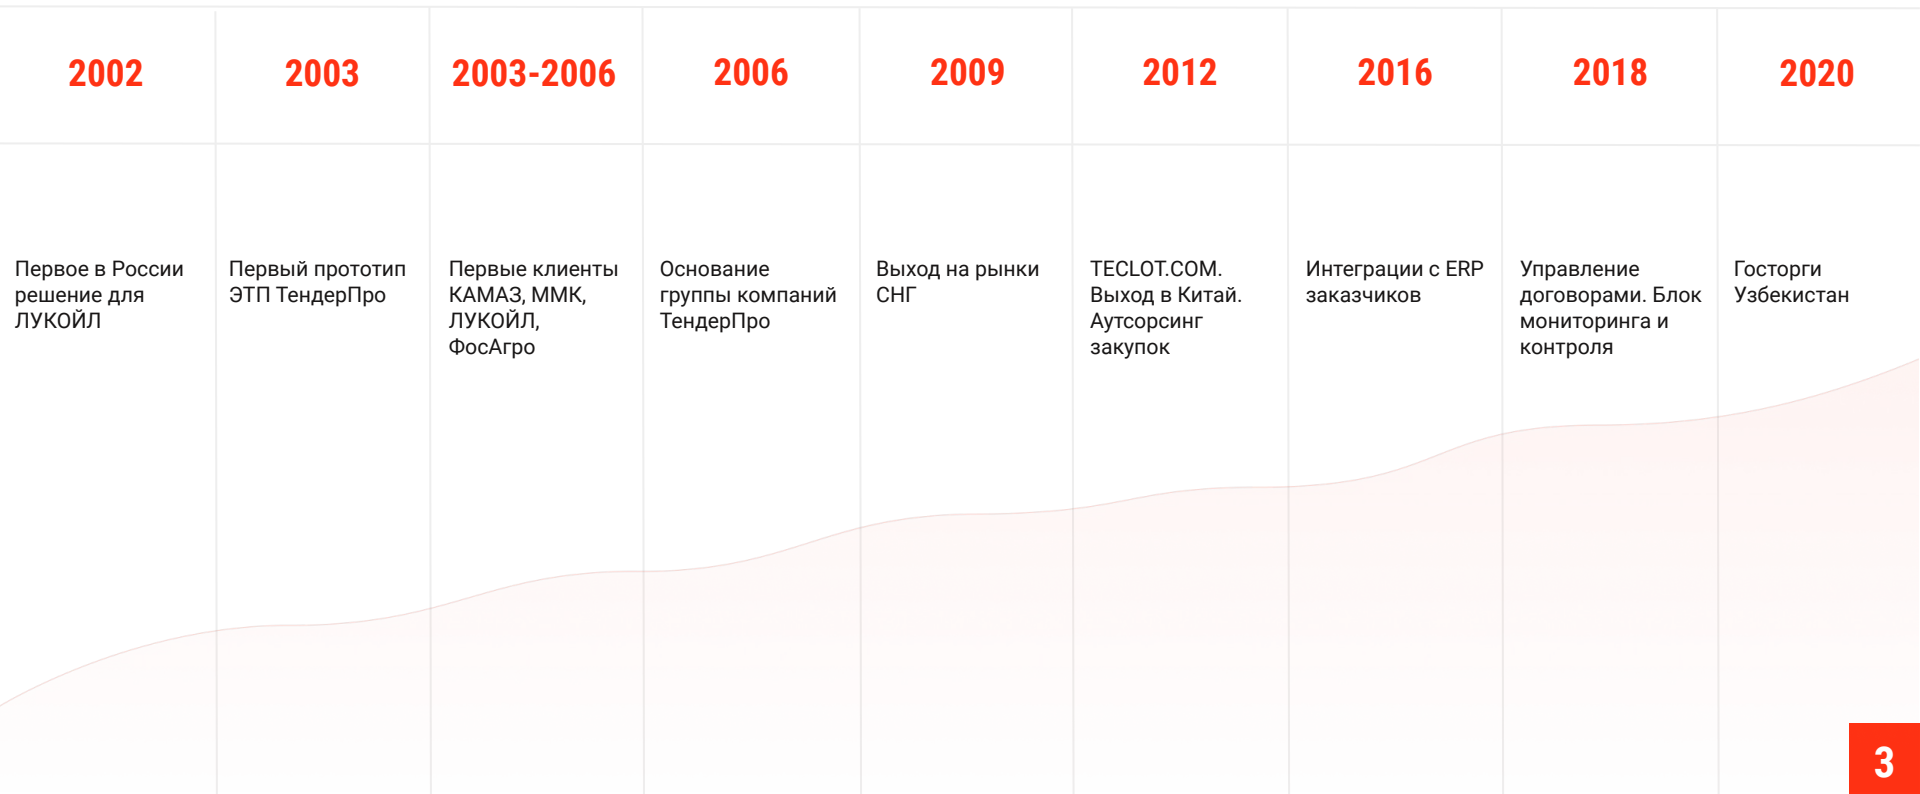 2002
2003
2003-2006
2006
2009
2012
2016
2018
2020
Первое в России
решение для
ЛУКОЙЛ
Первый прототип
ЭТП ТендерПро
Первые клиенты
КАМАЗ, ММК,
ЛУКОЙЛ,
ФосАгро
Основание
группы компаний
ТендерПро
Выход на рынки
СНГ
TECLOT.COM.
Выход в Китай.
Аутсорсинг
закупок
Интеграции с ERP
заказчиков
Управление
договорами. Блок
мониторинга и
контроля
Госторги
Узбекистан
3